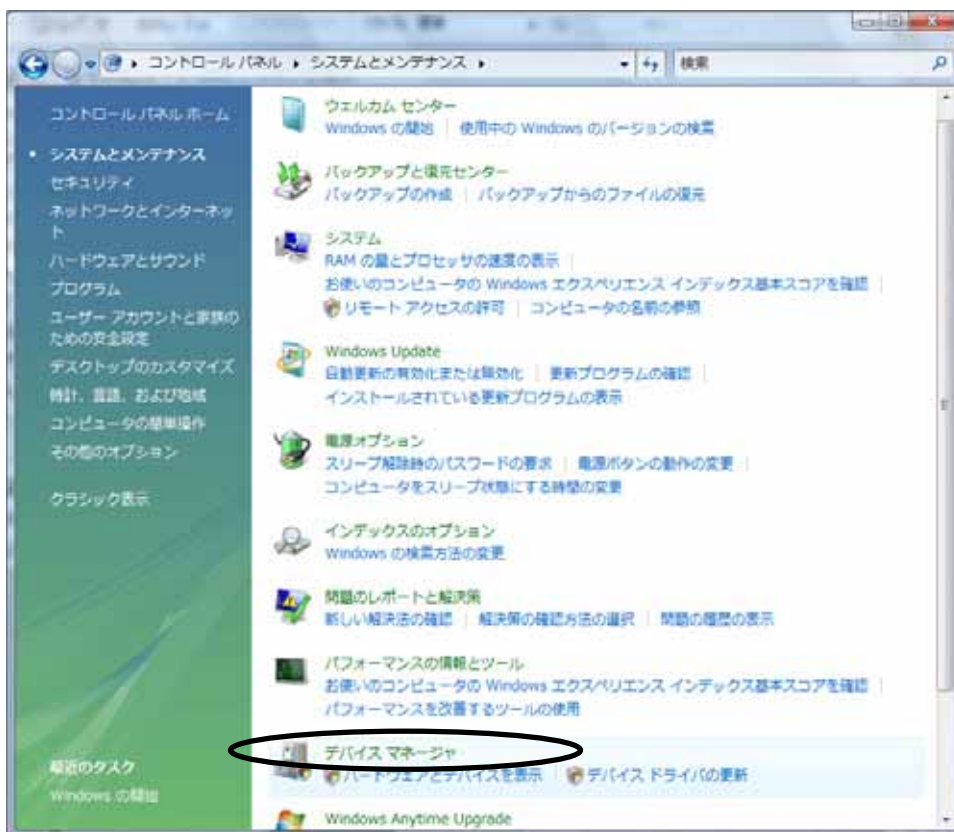 コントロール パネル ▸ システムとメンテナンス ▸
検索
コントロール パネル ホーム
システムとメンテナンス
セキュリティ
ネットワークとインターネッ
ト
ハードウェアとサウンド
プログラム
ユーザー アカウントと家族の
ための安全設定
デスクトップのカスタマイズ
時計、言語、および地域
コンピュータの簡単操作
その他のオプション
クラシック表示
最近のタスク
Windows の開始
ウェルカム センター
Windows の開始 | 使用中の Windows のバージョンの検索
バックアップと復元センター
バックアップの作成 | バックアップからのファイルの復元
システム
RAM の量とプロセッサの速度の表示
お使いのコンピュータの Windows エクスペリエンス インデックス基本スコアを確認
リモート アクセスの許可 | コンピュータの名前の参照
Windows Update
自動更新の有効化または無効化 | 更新プログラムの確認
インストールされている更新プログラムの表示
電源オプション
スリープ解除時のパスワードの要求 | 電源ボタンの動作の変更
コンピュータをスリープ状態にする時間の変更
インデックスのオプション
Windows の検索方法の変更
問題のレポートと解決策
新しい解決法の確認 | 解決策の確認方法の選択 | 問題の履歴の表示
パフォーマンスの情報とツール
お使いのコンピュータの Windows エクスペリエンス インデックス基本スコアを確認
パフォーマンスを改善するツールの使用
デバイス マネージャ
ハードウェアとデバイスを表示 | デバイス ドライバの更新
Windows Anytime Upgrade